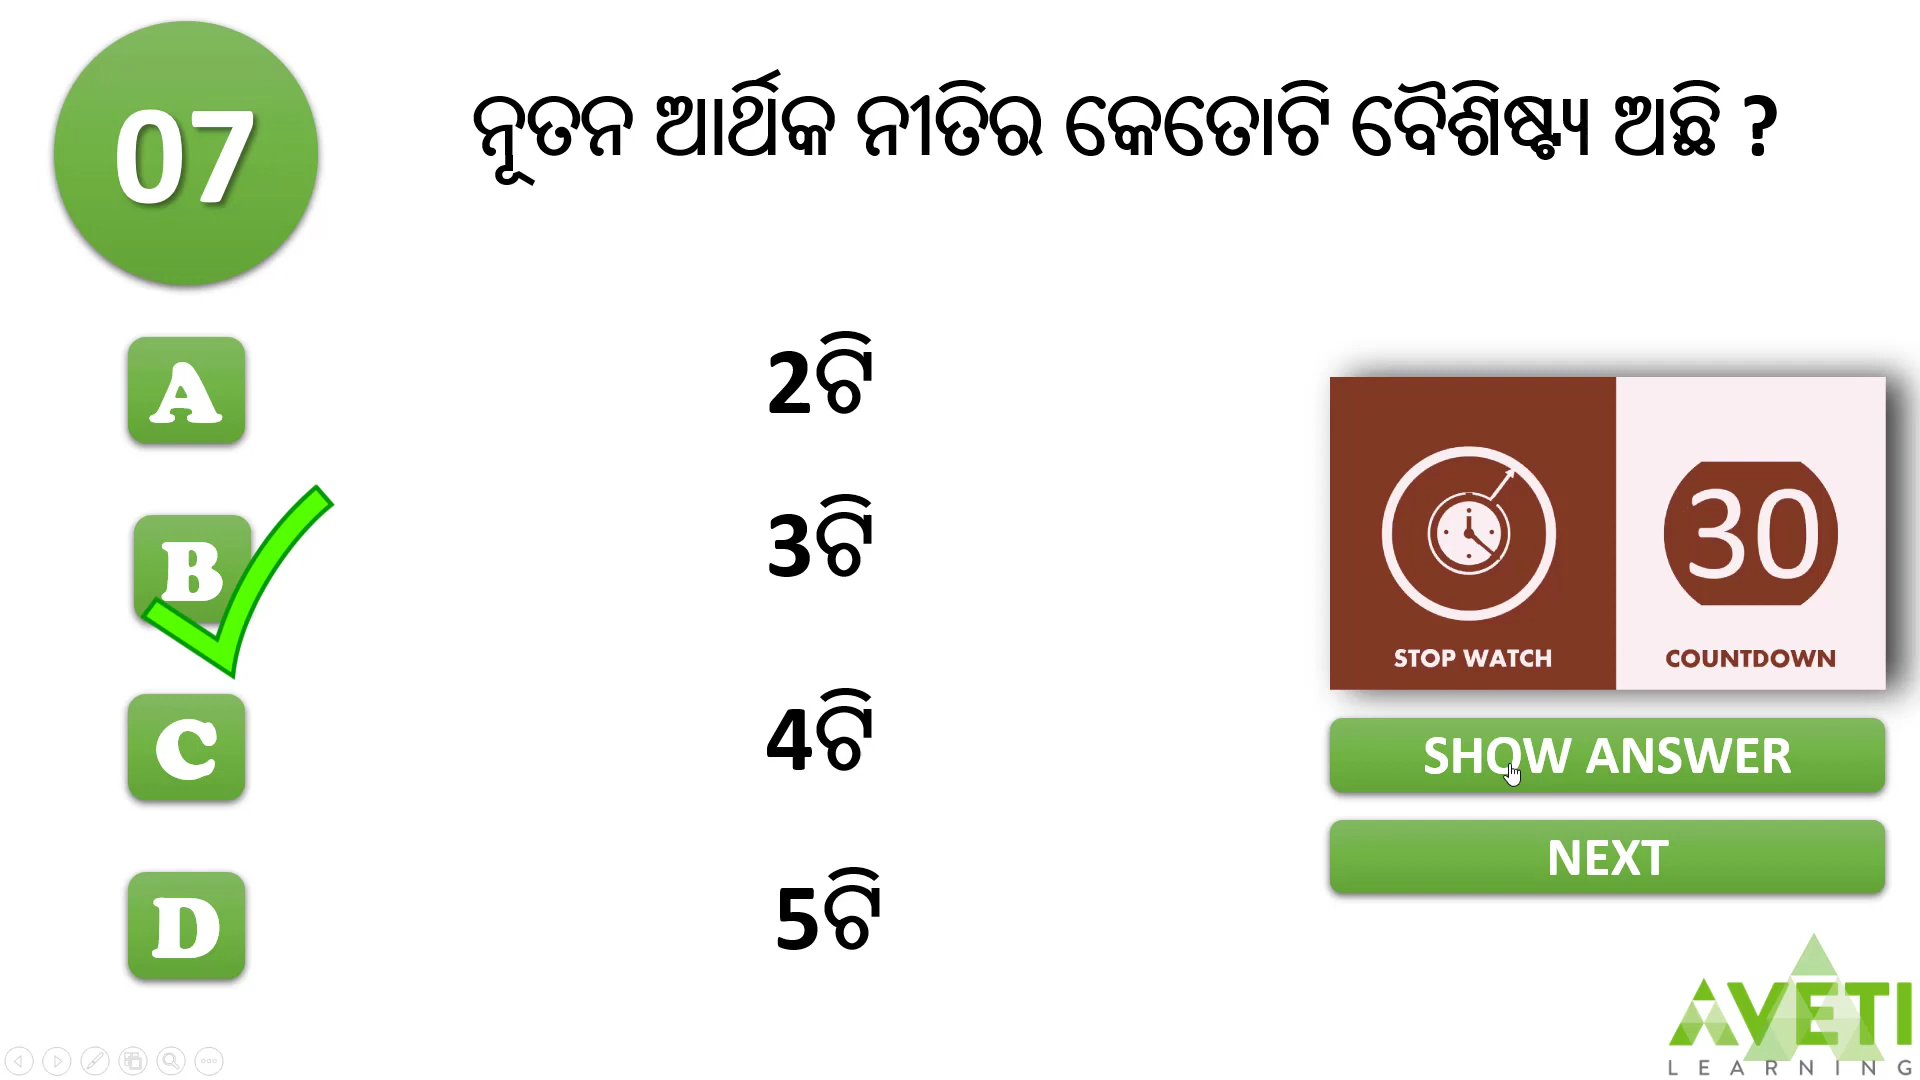 07
ନୂତନ ଆର୍ଥିକ ନୀତିର କେତୋଟି ବୈଶିଷ୍ଟ୍ୟ ଅଛି ?
A
2ଟି
B
3ଟି
C
4ଟି
D
5ଟି
30
STOP WATCH
COUNTDOWN
SHOW ANSWER
NEXT
AVETI
LEARNING